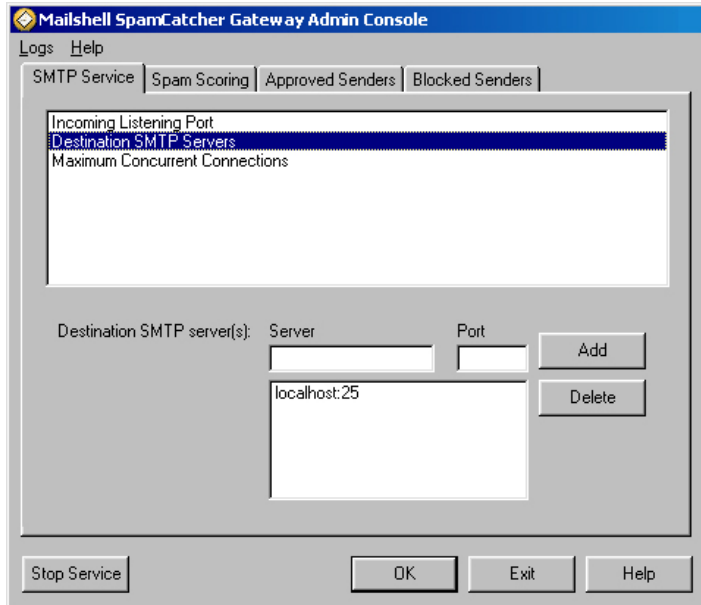 Mailshell SpamCatcher Gateway Admin Console
Logs Help
SMTP Service Spam Scoring Approved Senders Blocked Senders
Incoming Listening Port
Destination SMTP Servers
Maximum Concurrent Connections
Destination SMTP server(s): Server Port
Add
localhost:25
Delete
Stop Service OK Exit Help